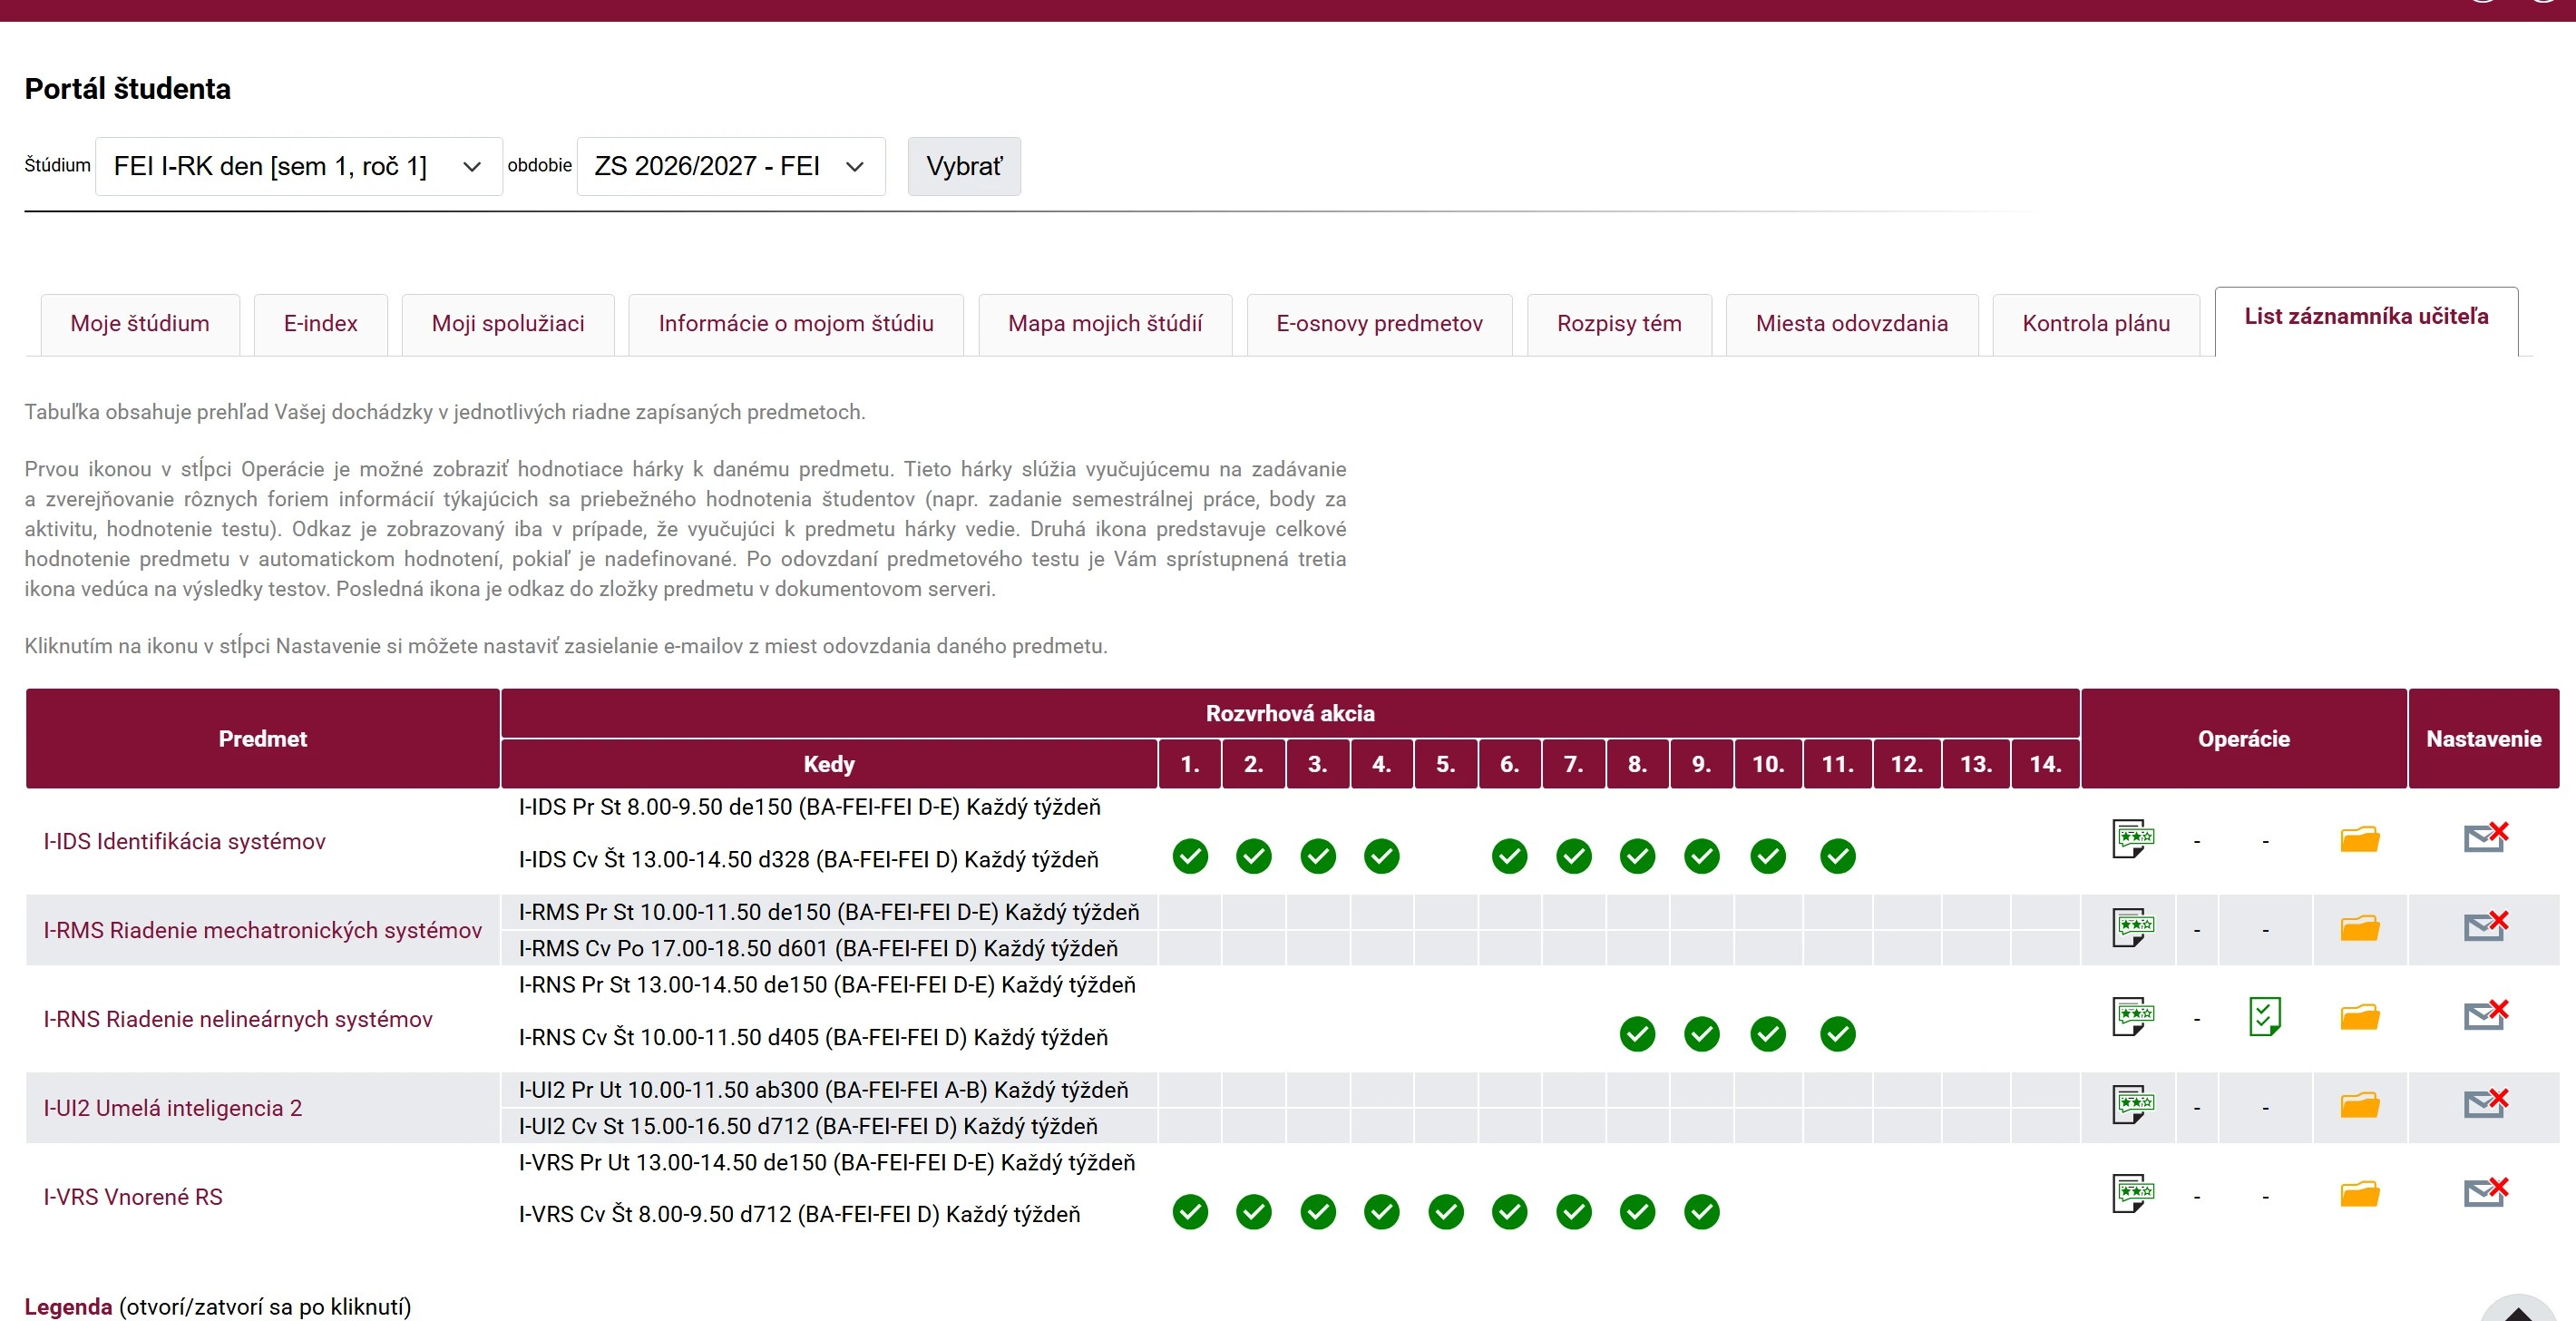 Portál študenta
Štúdium FEI I-RK den [sem 1, roč 1] obdobie ZS 2026/2027 - FEI Vybrať
Moje štúdium E-index Moji spolužiaci Informácie o mojom štúdiu Mapa mojich štúdií E-osnovy predmetov Rozpisy tém Miesta odovzdania Kontrola plánu List záznamníka učiteľa
Tabuľka obsahuje prehľad Vašej dochádzky v jednotlivých riadne zapísaných predmetoch.
Prvou ikonou v stĺpci Operácie je možné zobraziť hodnotiace hárky k danému predmetu. Tieto hárky slúžia vyučujúcemu na zadávanie
a zverejňovanie rôznych foriem informácií týkajúcich sa priebežného hodnotenia študentov (napr. zadanie semestrálnej práce, body za
aktivitu, hodnotenie testu). Odkaz je zobrazovaný iba v prípade, že vyučujúci k predmetu hárky vedie. Druhá ikona predstavuje celkové
hodnotenie predmetu v automatickom hodnotení, pokiaľ je nadefinované. Po odovzdaní predmetového testu je Vám sprístupnená tretia
ikona vedúca na výsledky testov. Posledná ikona je odkaz do zložky predmetu v dokumentovom serveri.
Kliknutím na ikonu v stĺpci Nastavenie si môžete nastaviť zasielanie e-mailov z miest odovzdania daného predmetu.
Predmet Rozvrhová akcia Operácie Nastavenie
Kedy 1. 2. 3. 4. 5. 6. 7. 8. 9. 10. 11. 12. 13. 14.
I-IDS Identifikácia systémov
I-IDS Pr St 8.00-9.50 de150 (BA-FEI-FEI D-E) Každý týždeň
I-IDS Cv Št 13.00-14.50 d328 (BA-FEI-FEI D) Každý týždeň
- -
I-RMS Riadenie mechatronických systémov
I-RMS Pr St 10.00-11.50 de150 (BA-FEI-FEI D-E) Každý týždeň
I-RMS Cv Po 17.00-18.50 d601 (BA-FEI-FEI D) Každý týždeň
- -
I-RNS Riadenie nelineárnych systémov
I-RNS Pr St 13.00-14.50 de150 (BA-FEI-FEI D-E) Každý týždeň
I-RNS Cv Št 10.00-11.50 d405 (BA-FEI-FEI D) Každý týždeň
-
I-UI2 Umelá inteligencia 2
I-UI2 Pr Ut 10.00-11.50 ab300 (BA-FEI-FEI A-B) Každý týždeň
I-UI2 Cv St 15.00-16.50 d712 (BA-FEI-FEI D) Každý týždeň
- -
I-VRS Vnorené RS
I-VRS Pr Ut 13.00-14.50 de150 (BA-FEI-FEI D-E) Každý týždeň
I-VRS Cv Št 8.00-9.50 d712 (BA-FEI-FEI D) Každý týždeň
- -
Legenda (otvorí/zatvorí sa po kliknutí)